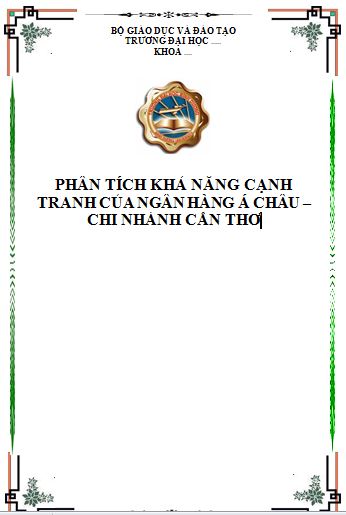 BỘ GIÁO DỤC VÀ ĐÀO TẠO
TRƯỜNG ĐẠI HỌC .....
KHOA ...
PHÂN TÍCH KHẢ NĂNG CẠNH
TRANH CỦA NGÂN HÀNG Á CHÂU –
CHI NHÁNH CẦN THƠ